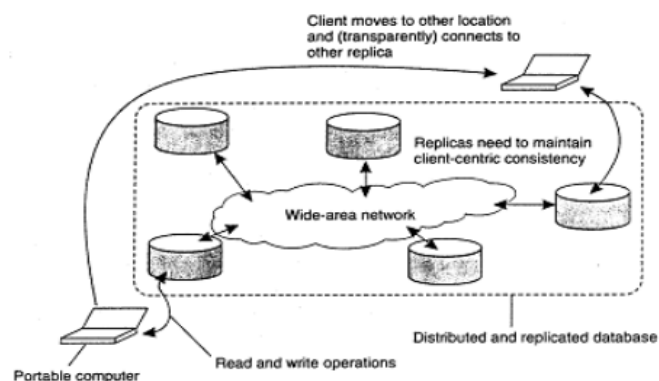 Client moves to other location
and (transparently) connects to
other replica
Replicas need to maintain
client-centric consistency
Wide-area network
Distributed and replicated database
Read and write operations
Portable computer